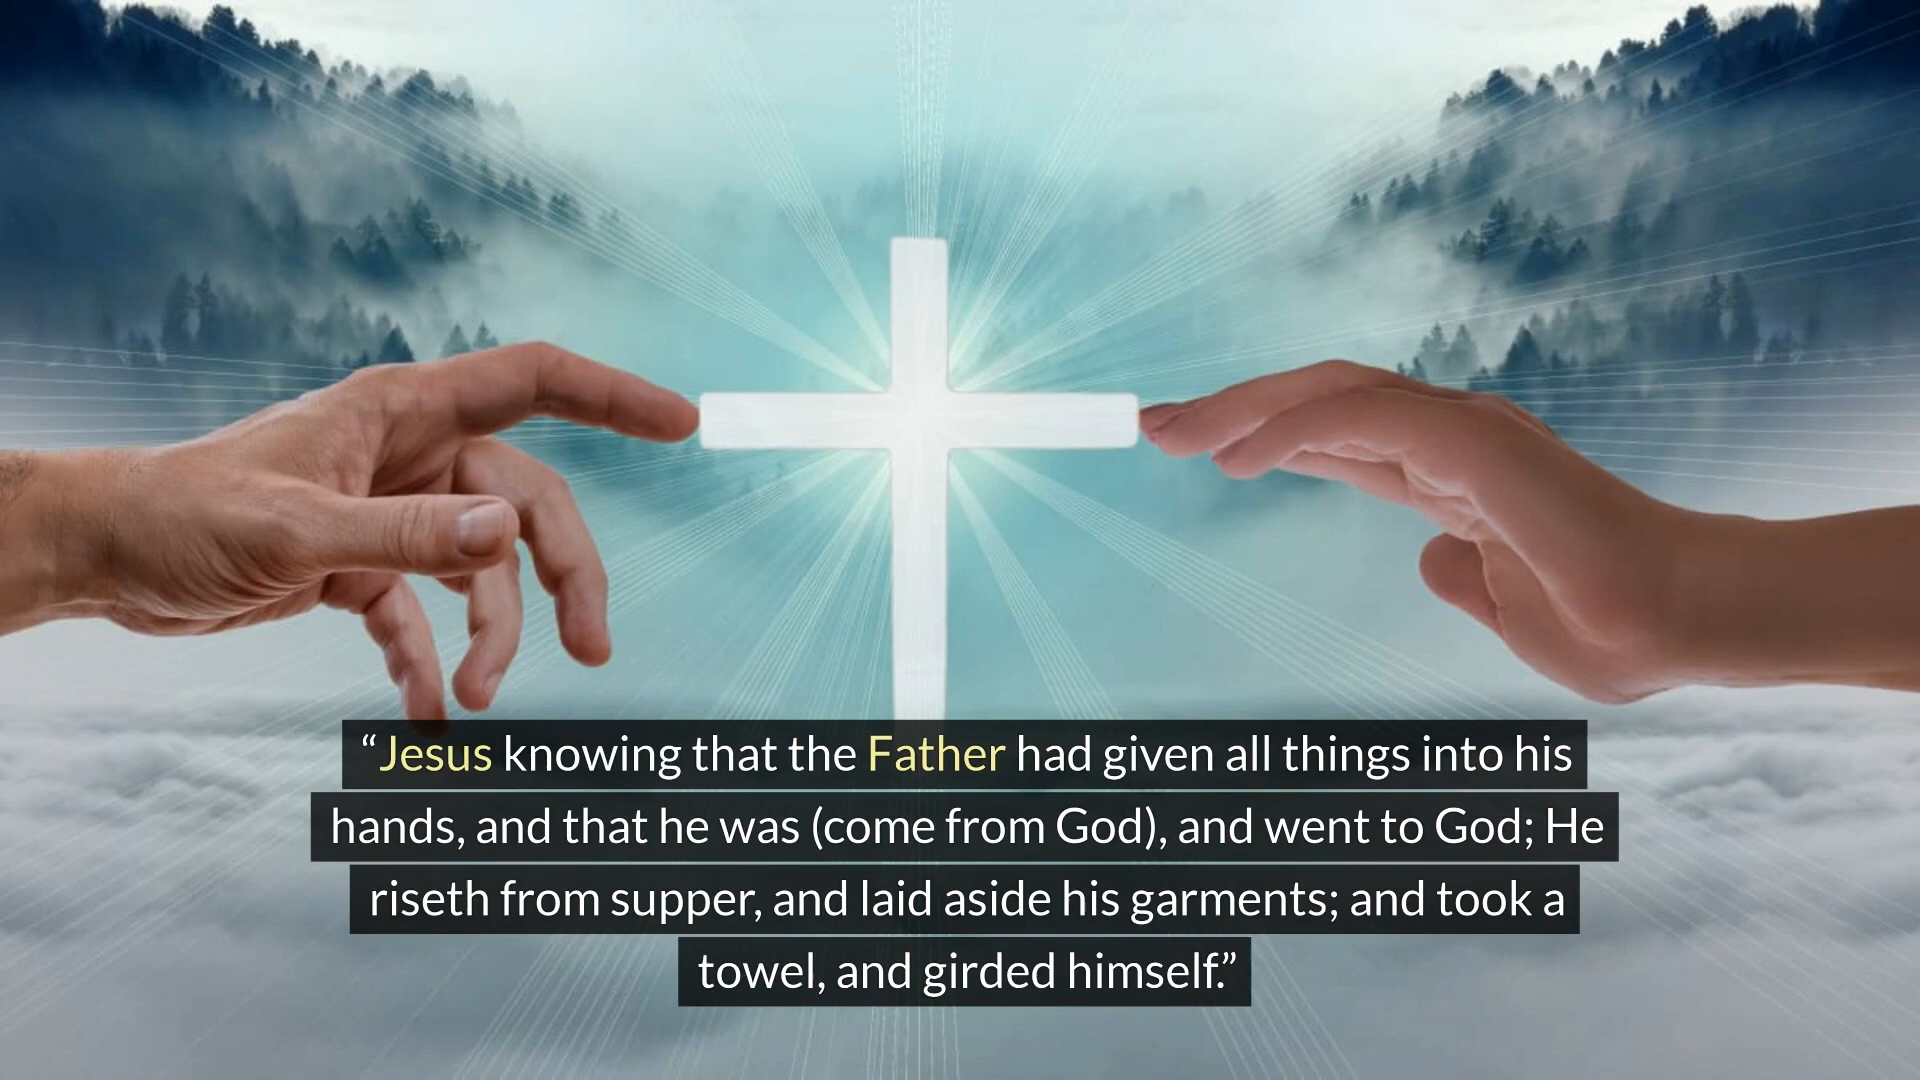 “Jesus knowing that the Father had given all things into his
hands, and that he was (come from God), and went to God; He
riseth from supper, and laid aside his garments; and took a
towel, and girded himself.”